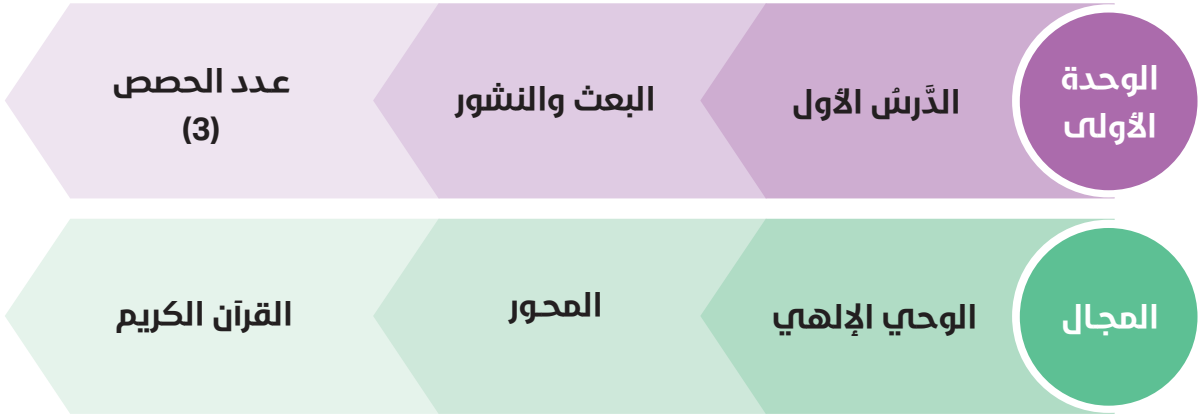 الوحدة
الأولى
الدَّرسُ الأول
البعث والنشور
عدد الحصص
(3)
المجال
الوحي الإلهي
المحور
القرآن الكريم